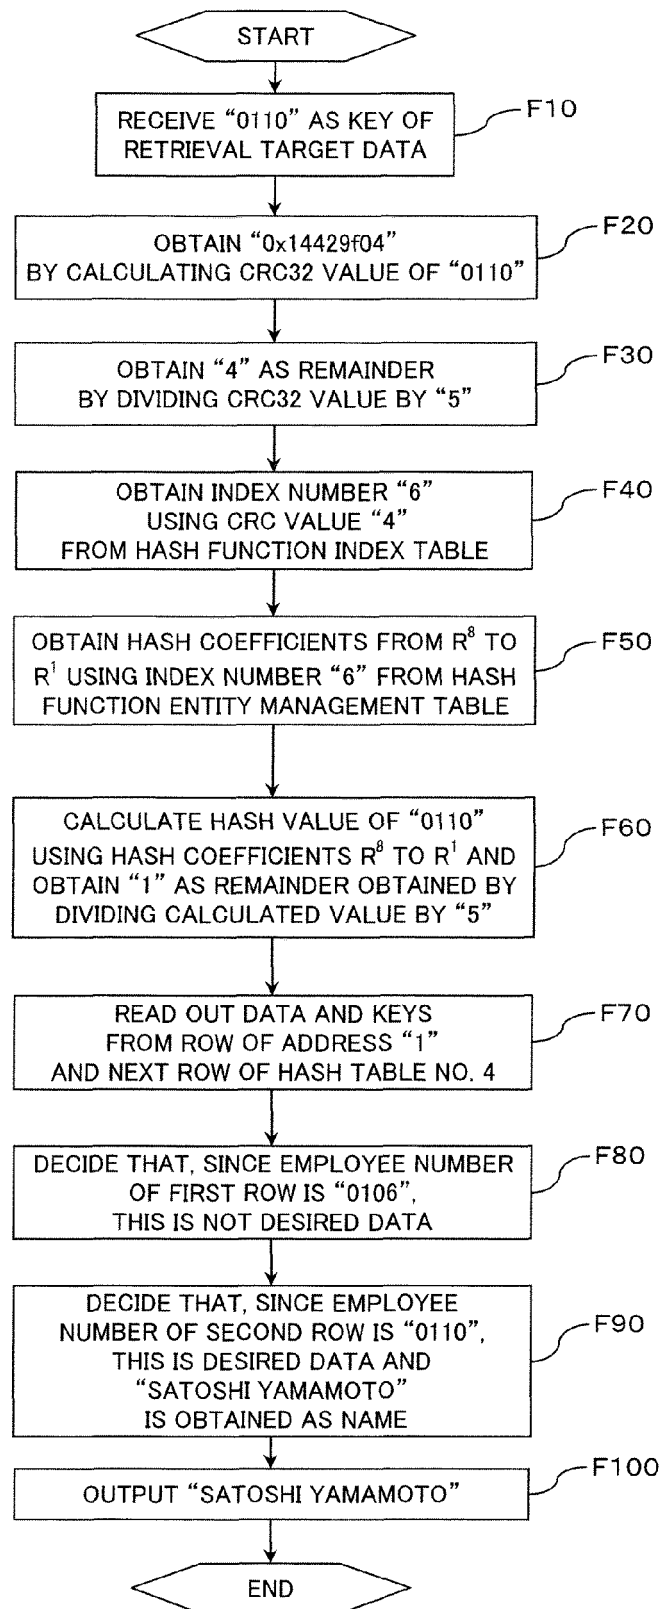 START
F10
RECEIVE “0110” AS KEY OF
RETRIEVAL TARGET DATA
F20
OBTAIN “0x14429f04”
BY CALCULATING CRC32 VALUE OF “0110”
F30
OBTAIN “4” AS REMAINDER
BY DIVIDING CRC32 VALUE BY “5”
F40
OBTAIN INDEX NUMBER “6”
USING CRC VALUE “4”
FROM HASH FUNCTION INDEX TABLE
F50
OBTAIN HASH COEFFICIENTS FROM R⁸ TO
R¹ USING INDEX NUMBER “6” FROM HASH
FUNCTION ENTITY MANAGEMENT TABLE
F60
CALCULATE HASH VALUE OF “0110”
USING HASH COEFFICIENTS R⁸ TO R¹ AND
OBTAIN “1” AS REMAINDER OBTAINED BY
DIVIDING CALCULATED VALUE BY “5”
F70
READ OUT DATA AND KEYS
FROM ROW OF ADDRESS “1”
AND NEXT ROW OF HASH TABLE NO. 4
F80
DECIDE THAT, SINCE EMPLOYEE NUMBER
OF FIRST ROW IS “0106”,
THIS IS NOT DESIRED DATA
F90
DECIDE THAT, SINCE EMPLOYEE
NUMBER OF SECOND ROW IS “0110”,
THIS IS DESIRED DATA AND
“SATOSHI YAMAMOTO”
IS OBTAINED AS NAME
F100
OUTPUT “SATOSHI YAMAMOTO”
END